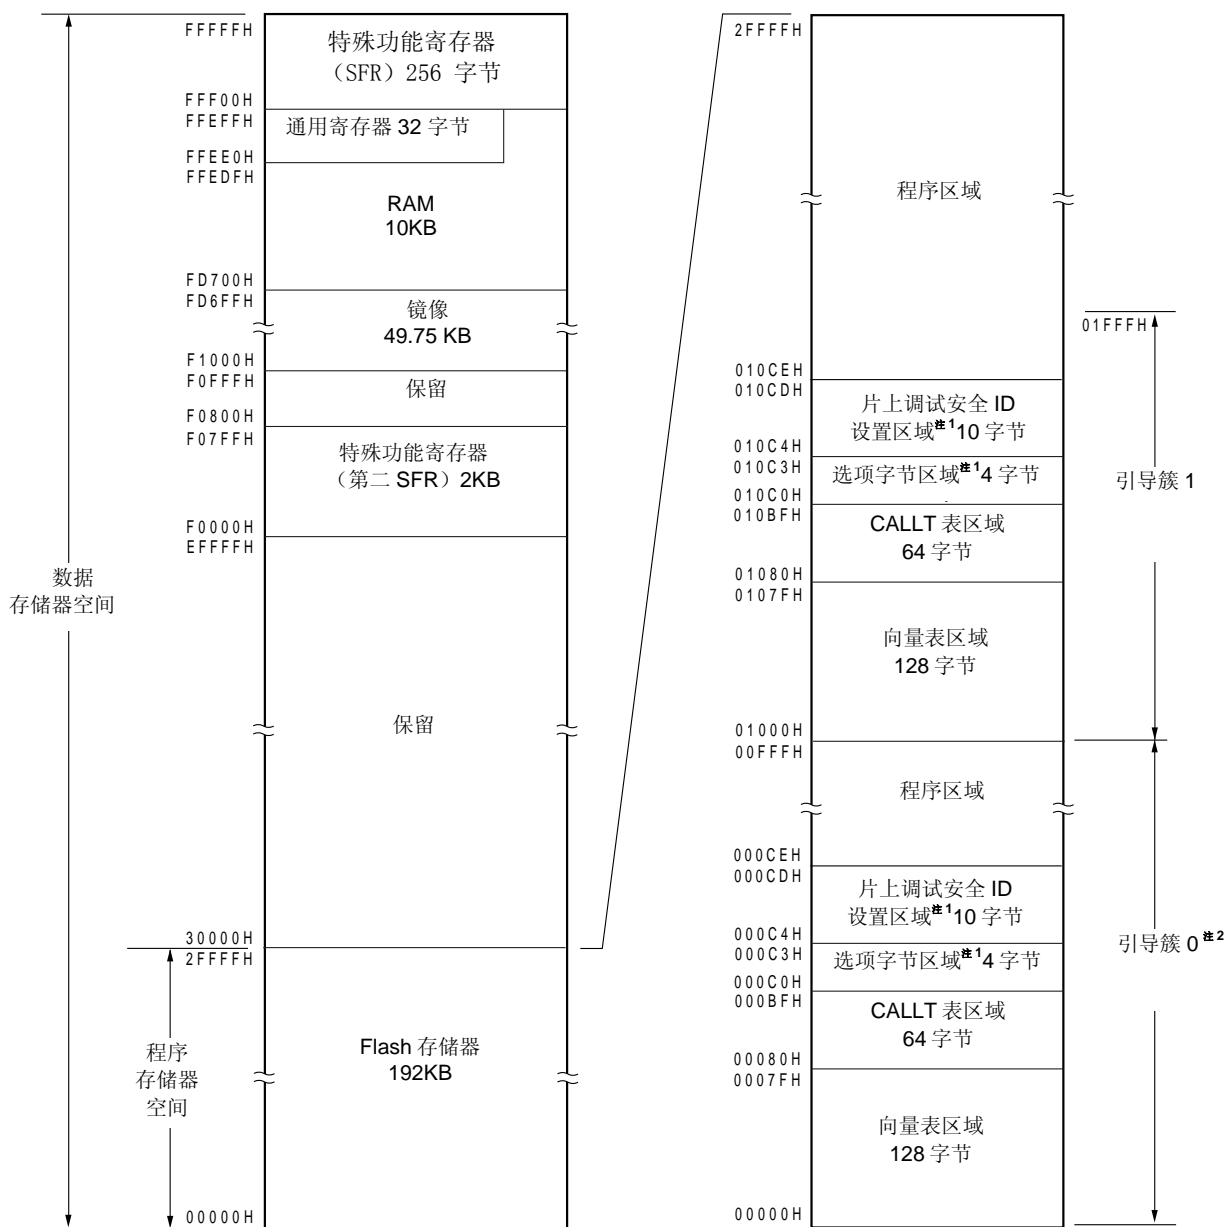 FFFFFH
特殊功能寄存器
（SFR）256 字节
FFF00H
FFEFFH
通用寄存器 32 字节
FFEE0H
FFEDFH
RAM
10KB
FD700H
FD6FFH
镜像
49.75 KB
F1000H
F0FFFH
保留
F0800H
F07FFH
特殊功能寄存器
（第二 SFR）2KB
F0000H
EFFFFH
数据
存储器空间
保留
30000H
2FFFFH
程序
存储器
空间
Flash 存储器
192KB
00000H
2FFFFH
程序区域
01FFFH
010CEH
010CDH
片上调试安全 ID
设置区域注1 10 字节
010C4H
010C3H
选项字节区域注1 4 字节
引导簇 1
010C0H
010BFH
CALLT 表区域
64 字节
01080H
0107FH
向量表区域
128 字节
01000H
00FFFH
程序区域
000CEH
000CDH
片上调试安全 ID
设置区域注1 10 字节
000C4H
000C3H
选项字节区域注1 4 字节
引导簇 0 注2
000C0H
000BFH
CALLT 表区域
64 字节
00080H
0007FH
向量表区域
128 字节
00000H